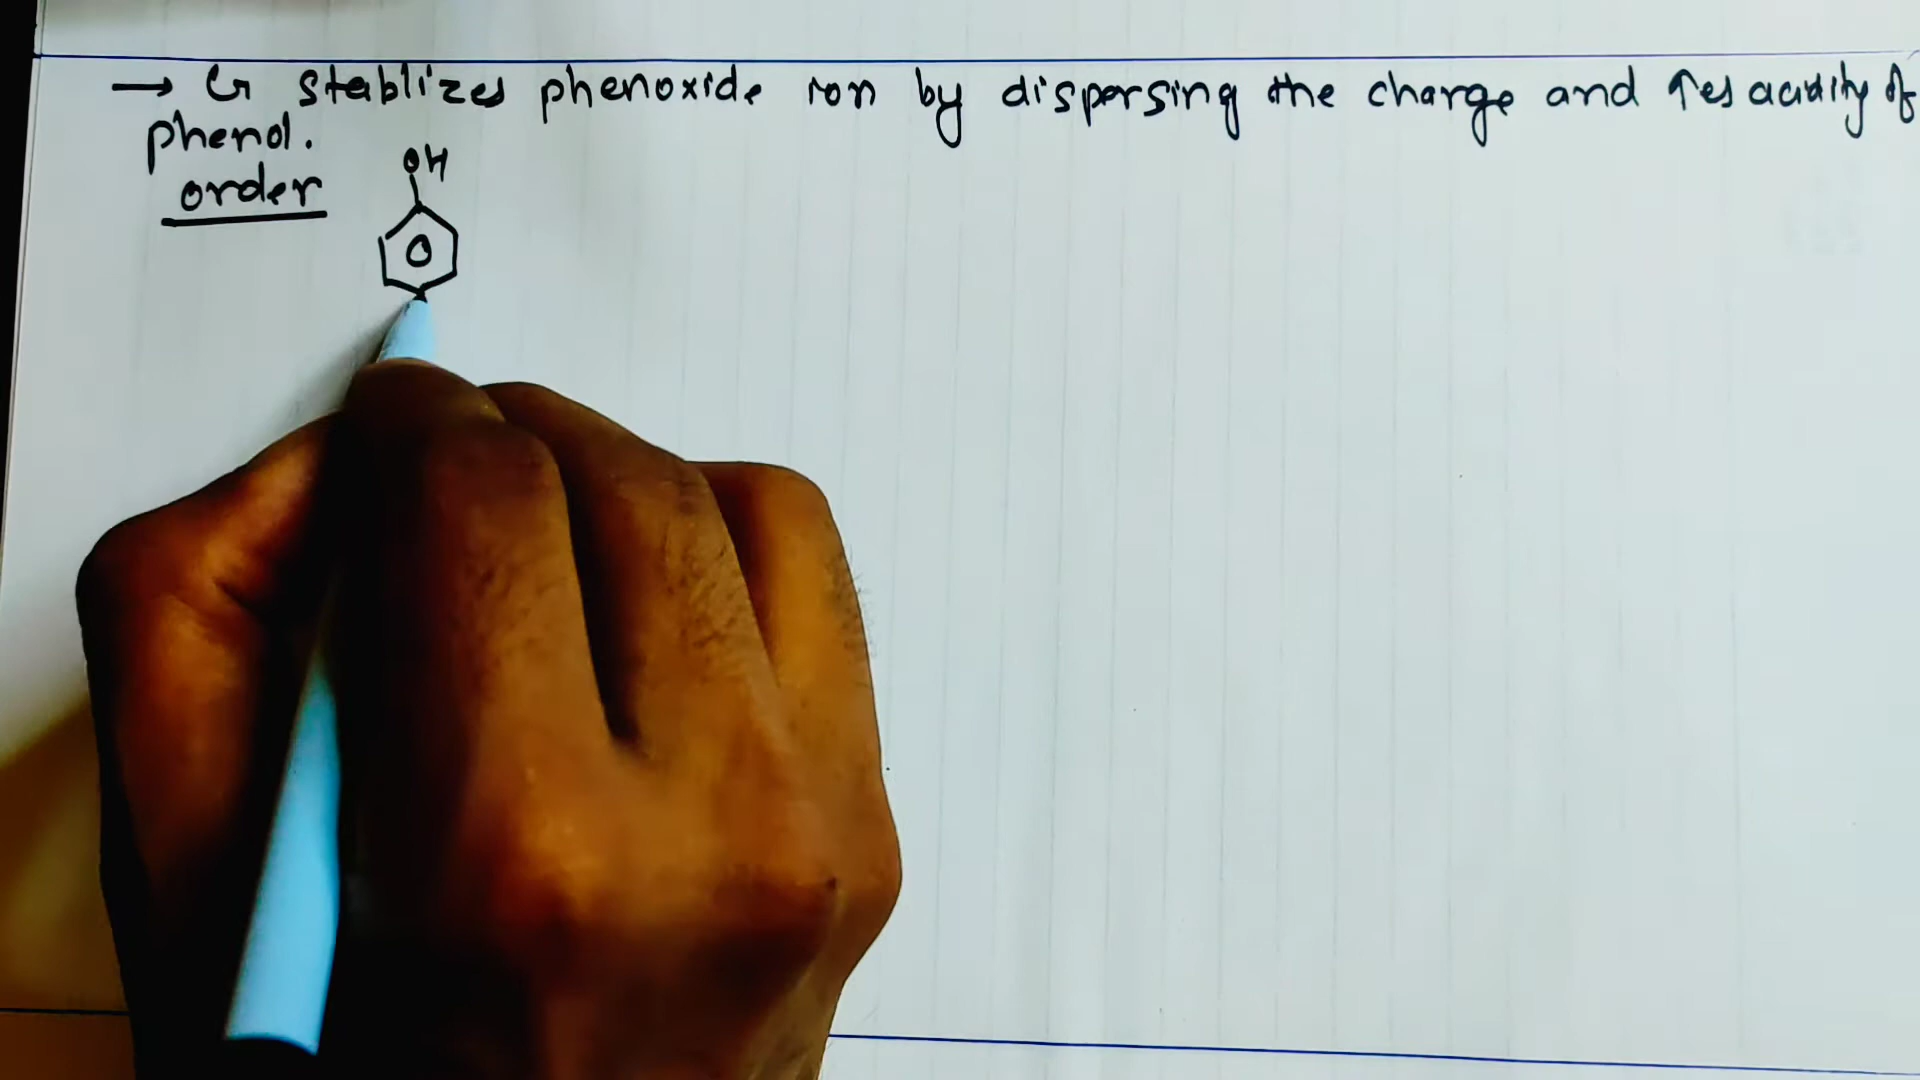 → G stablizes phenoxide ion by dispersing the charge and ↑es acidity of
phenol.
order
OH